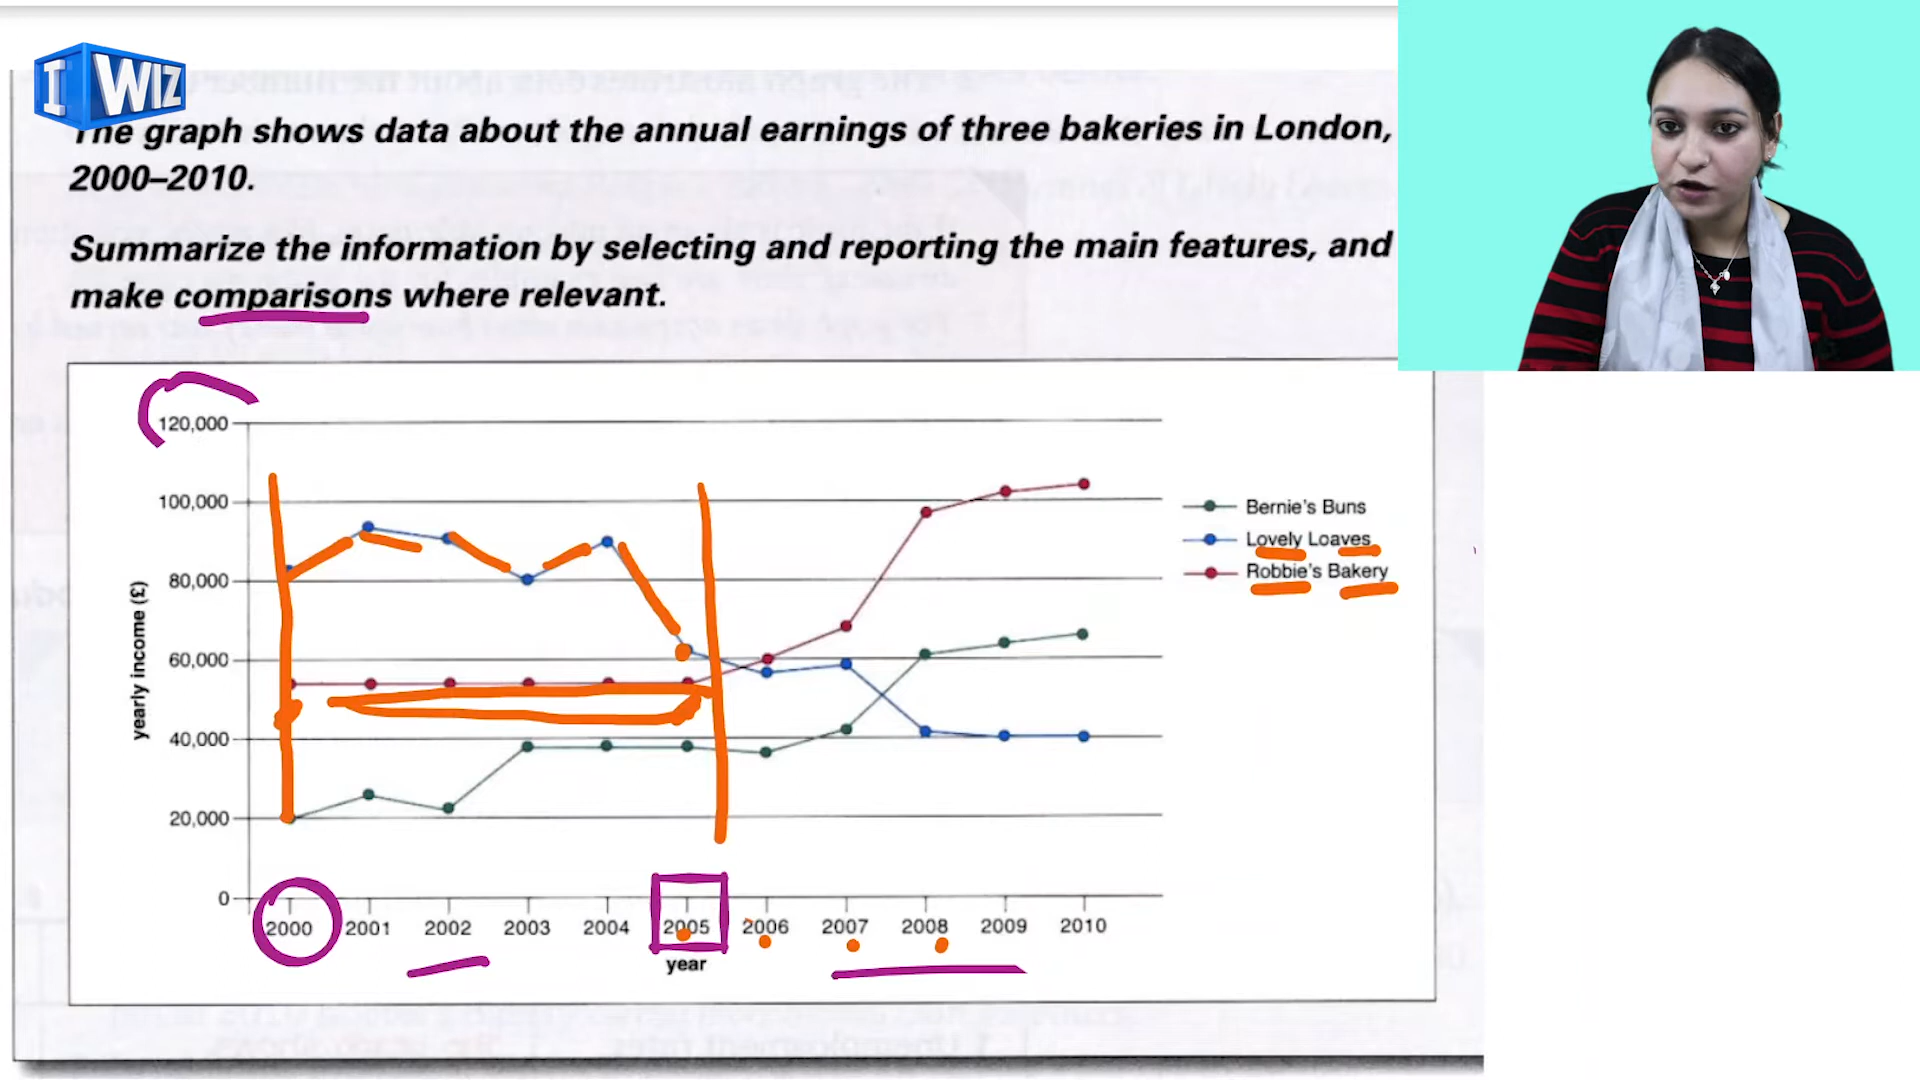 I WIZ
The graph shows data about the annual earnings of three bakeries in London,
2000–2010.
Summarize the information by selecting and reporting the main features, and
make comparisons where relevant.
120,000
100,000
80,000
60,000
40,000
20,000
0
yearly income (£)
2000 2001 2002 2003 2004 2005 2006 2007 2008 2009 2010
year
Bernie's Buns
Lovely Loaves
Robbie's Bakery